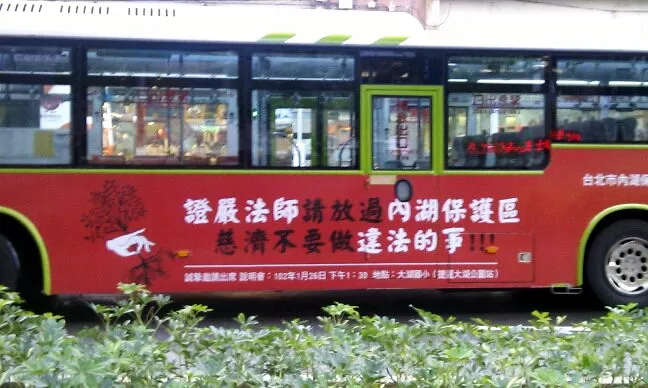 證嚴法師請放過內湖保護區
慈濟不要做違法的事!!!
誠摯邀請出席 說明會：102年1月26日 下午1：30 地點：大湖國小（捷運大湖公園站）
台北市內湖保